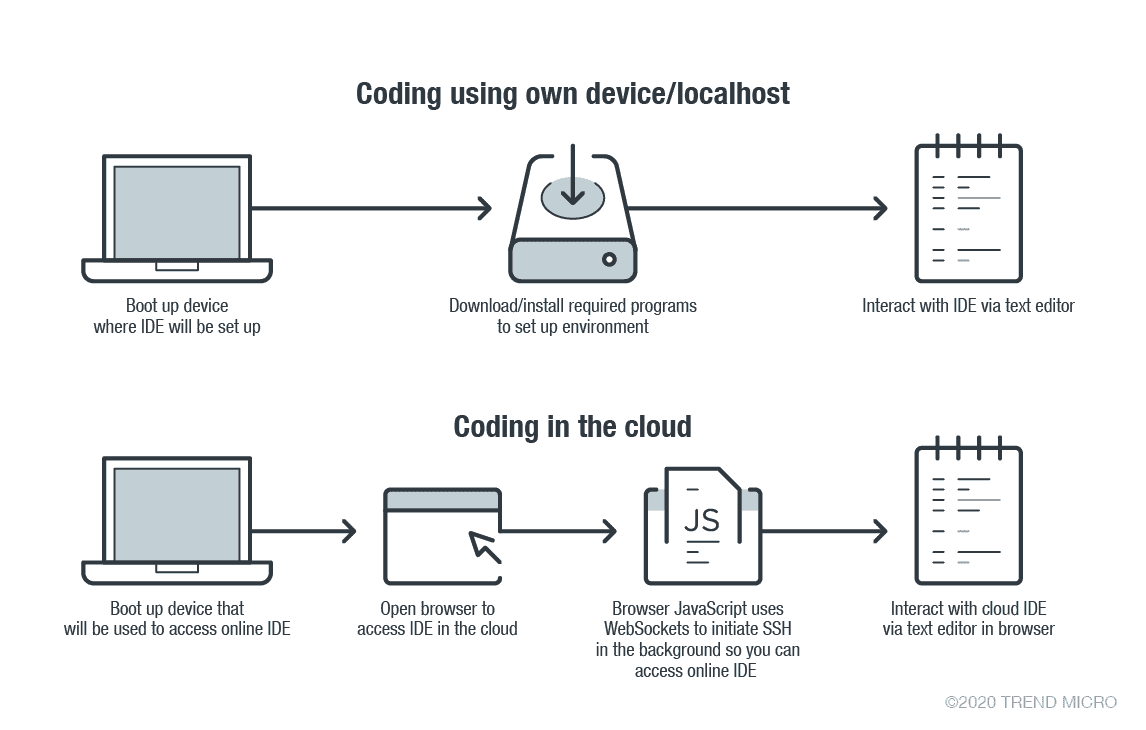 Coding using own device/localhost
Boot up device
where IDE will be set up
Download/install required programs
to set up environment
Interact with IDE via text editor
Coding in the cloud
JS
Boot up device that
will be used to access online IDE
Open browser to
access IDE in the cloud
Browser JavaScript uses
WebSockets to initiate SSH
in the background so you can
access online IDE
Interact with cloud IDE
via text editor in browser
©2020 TREND MICRO